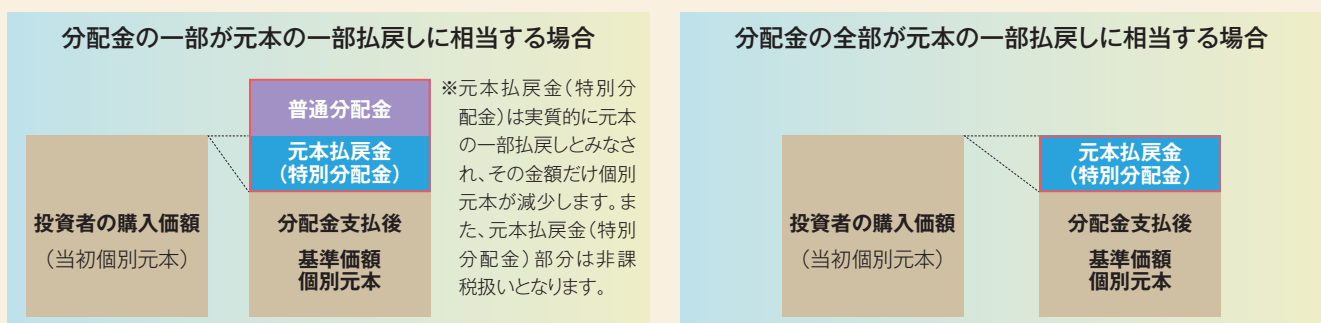 分配金の一部が元本の一部払戻しに相当する場合
普通分配金
元本払戻金
(特別分配金)
投資者の購入価額
(当初個別元本)
分配金支払後
基準価額
個別元本
※元本払戻金(特別分
配金)は実質的に元本
の一部払戻しとみなさ
れ、その金額だけ個別
元本が減少します。ま
た、元本払戻金(特別
分配金)部分は非課
税扱いとなります。
分配金の全部が元本の一部払戻しに相当する場合
元本払戻金
(特別分配金)
投資者の購入価額
(当初個別元本)
分配金支払後
基準価額
個別元本